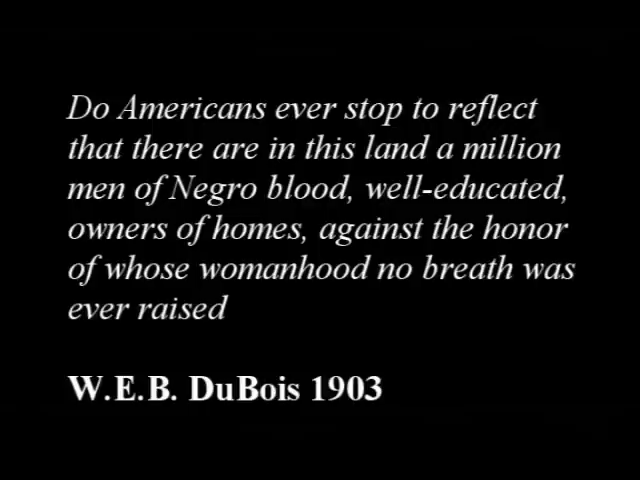 Do Americans ever stop to reflect
that there are in this land a million
men of Negro blood, well-educated,
owners of homes, against the honor
of whose womanhood no breath was
ever raised
W.E.B. DuBois 1903